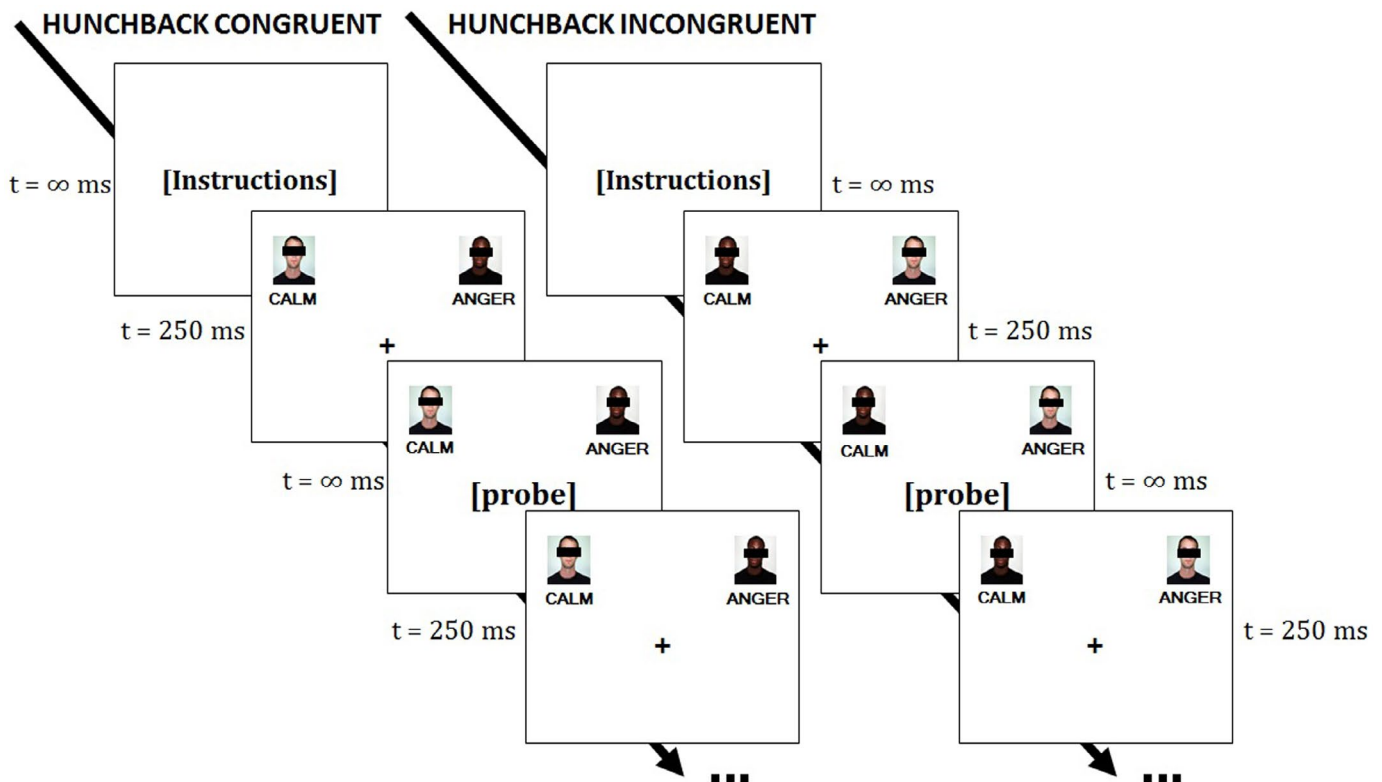 HUNCHBACK CONGRUENT
t = ∞ ms
[Instructions]
CALM ANGER
t = 250 ms
+
CALM ANGER
t = ∞ ms
[probe]
CALM ANGER
t = 250 ms
+
...
HUNCHBACK INCONGRUENT
[Instructions]
t = ∞ ms
CALM ANGER
t = 250 ms
+
CALM ANGER
t = ∞ ms
[probe]
CALM ANGER
t = 250 ms
+
...